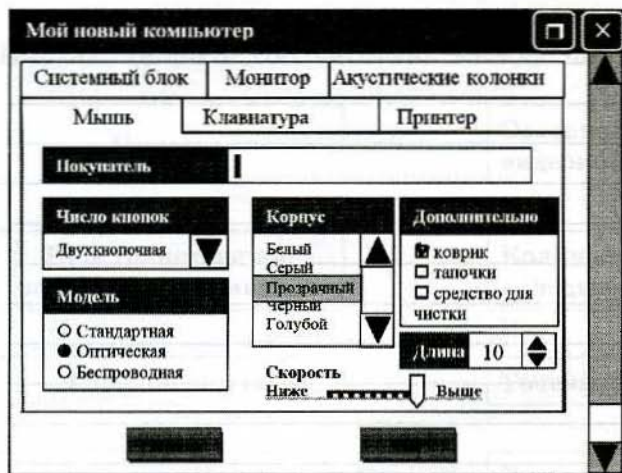 Мой новый компьютер
Системный блок Монитор Акустические колонки
Мышь Клавиатура Принтер
Покупатель
Число кнопок
Двухкнопочная
Модель
Стандартная
Оптическая
Беспроводная
Корпус
Белый
Серый
Прозрачный
Черный
Голубой
Дополнительно
коврик
тапочки
средство для
чистки
Длина 10
Скорость
Ниже Выше